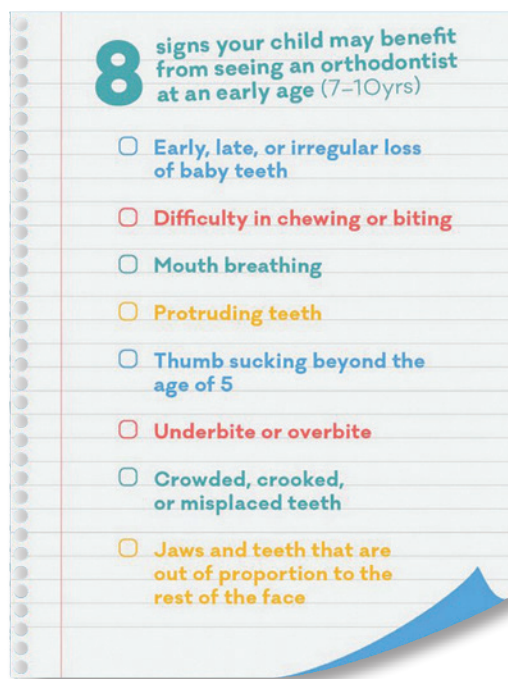 8 signs your child may benefit
from seeing an orthodontist
at an early age (7–10yrs)
Early, late, or irregular loss
of baby teeth
Difficulty in chewing or biting
Mouth breathing
Protruding teeth
Thumb sucking beyond the
age of 5
Underbite or overbite
Crowded, crooked,
or misplaced teeth
Jaws and teeth that are
out of proportion to the
rest of the face